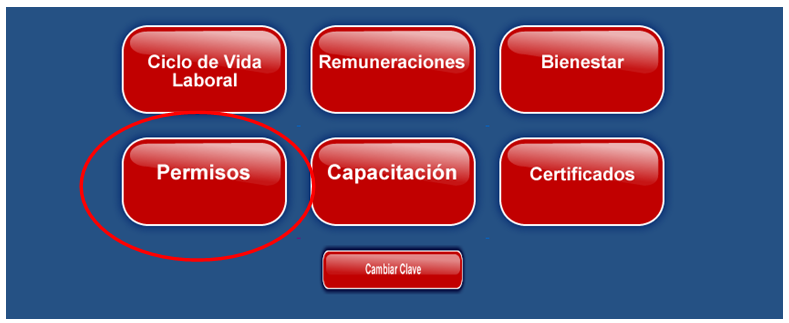 Ciclo de Vida
Laboral
Remuneraciones
Bienestar
Permisos
Capacitación
Certificados
Cambiar Clave